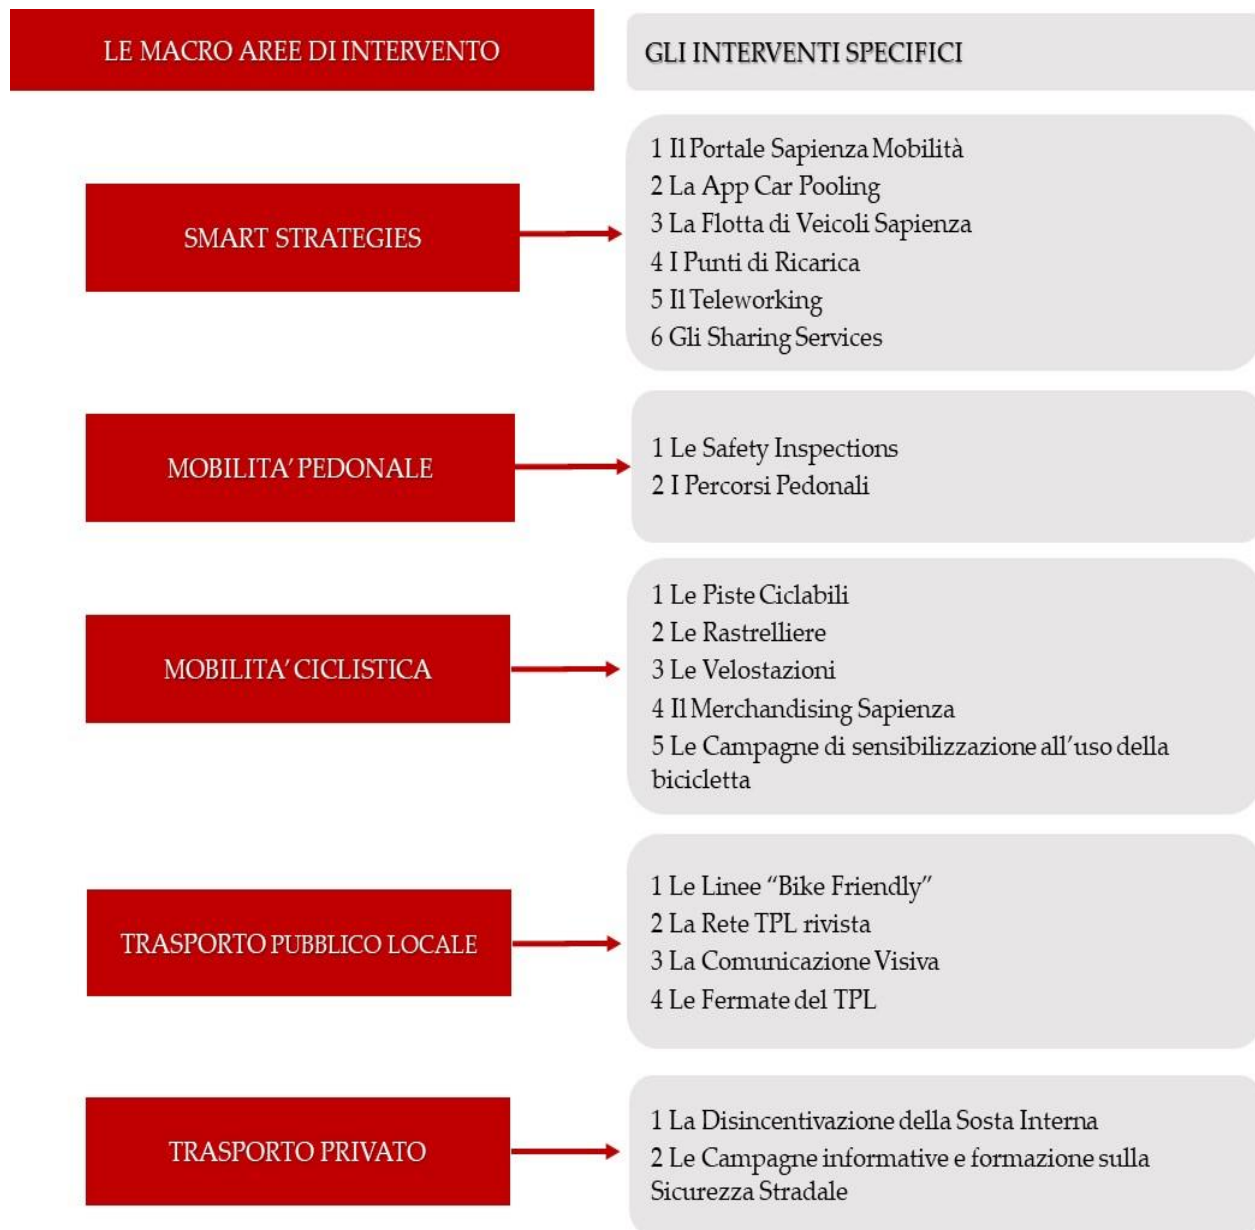 LE MACRO AREE DI INTERVENTO
GLI INTERVENTI SPECIFICI
SMART STRATEGIES
1 Il Portale Sapienza Mobilità
2 La App Car Pooling
3 La Flotta di Veicoli Sapienza
4 I Punti di Ricarica
5 Il Teleworking
6 Gli Sharing Services
MOBILITA’ PEDONALE
1 Le Safety Inspections
2 I Percorsi Pedonali
MOBILITA’ CICLISTICA
1 Le Piste Ciclabili
2 Le Rastrelliere
3 Le Velostazioni
4 Il Merchandising Sapienza
5 Le Campagne di sensibilizzazione all’uso della
bicicletta
TRASPORTO PUBBLICO LOCALE
1 Le Linee “Bike Friendly”
2 La Rete TPL rivista
3 La Comunicazione Visiva
4 Le Fermate del TPL
TRASPORTO PRIVATO
1 La Disincentivazione della Sosta Interna
2 Le Campagne informative e formazione sulla
Sicurezza Stradale